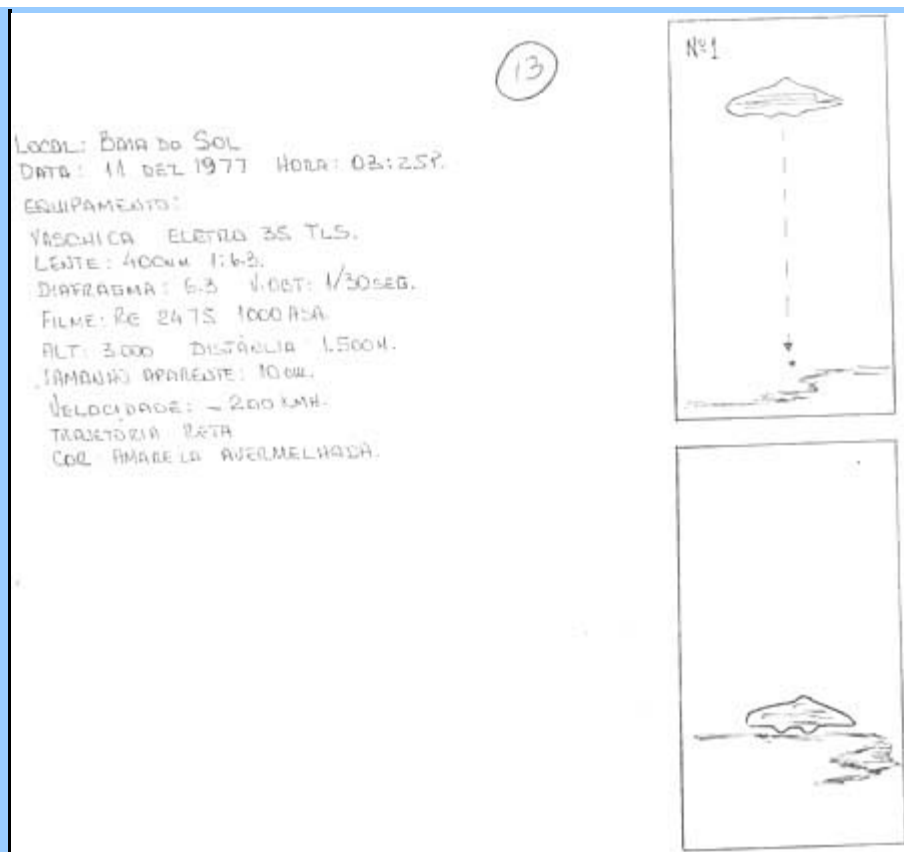 13
Nº1
LOCAL: BAIA DO SOL
DATA: 11 DEZ 1977 HORA: 03:25P.
EQUIPAMENTO:
YASCHICA ELETRO 35 TLS.
LENTE: 400MM 1:6.3.
DIAFRAGMA: 6.3 V.OBT: 1/30SEG.
FILME: RE 2475 1000 ASA
ALT: 3.000 DISTÂNCIA 1.500M.
TAMANHO APARENTE: 10CM.
VELOCIDADE: ~ 200 KMH.
TRAJETORIA RETA
COR AMARELA AVERMELHADA.